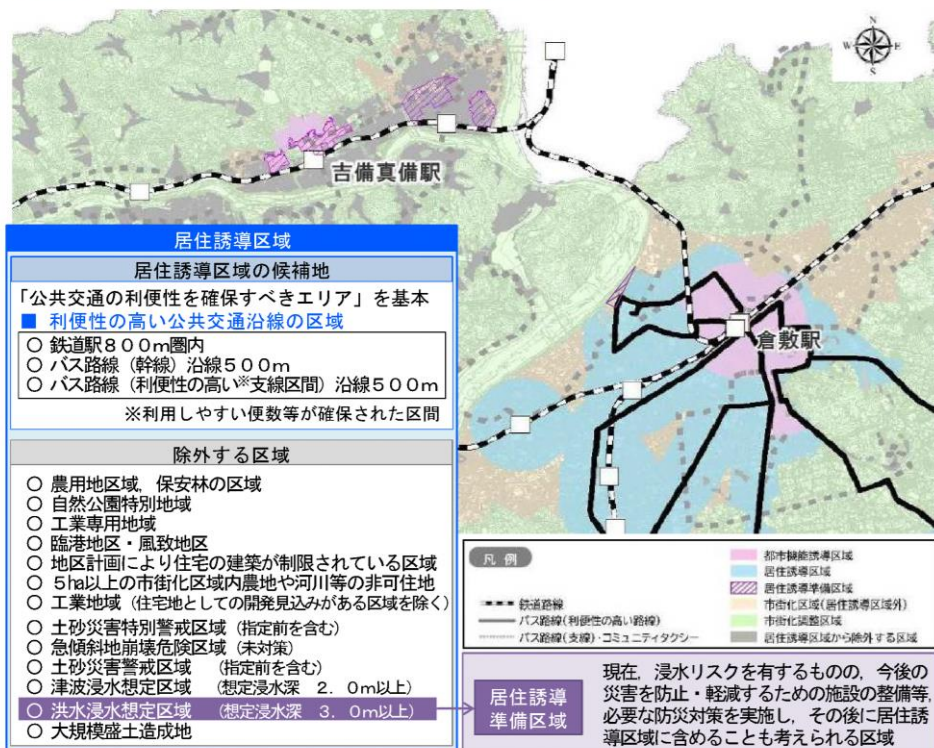 N
W E
S
吉備真備駅
倉敷駅
居住誘導区域
居住誘導区域の候補地
「公共交通の利便性を確保すべきエリア」を基本
■ 利便性の高い公共交通沿線の区域
○ 鉄道駅800m圏内
○ バス路線(幹線)沿線500m
○ バス路線(利便性の高い※支線区間)沿線500m
※利用しやすい便数等が確保された区間
除外する区域
○ 農用地区域,保安林の区域
○ 自然公園特別地域
○ 工業専用地域
○ 臨港地区・風致地区
○ 地区計画により住宅の建築が制限されている区域
○ 5ha以上の市街化区域内農地や河川等の非可住地
○ 工業地域(住宅地としての開発見込みがある区域を除く)
○ 土砂災害特別警戒区域(指定前を含む)
○ 急傾斜地崩壊危険区域(未対策)
○ 土砂災害警戒区域 (指定前を含む)
○ 津波浸水想定区域 (想定浸水深 2.0m以上)
○ 洪水浸水想定区域 (想定浸水深 3.0m以上)
○ 大規模盛土造成地
凡例
鉄道路線
バス路線(利便性の高い路線)
バス路線(支線)・コミュニティタクシー
都市機能誘導区域
居住誘導区域
居住誘導準備区域
市街化区域(居住誘導区域外)
市街化調整区域
居住誘導区域から除外する区域
居住誘導
準備区域
現在,浸水リスクを有するものの,今後の
災害を防止・軽減するための施設の整備等,
必要な防災対策を実施し,その後に居住誘
導区域に含めることも考えられる区域